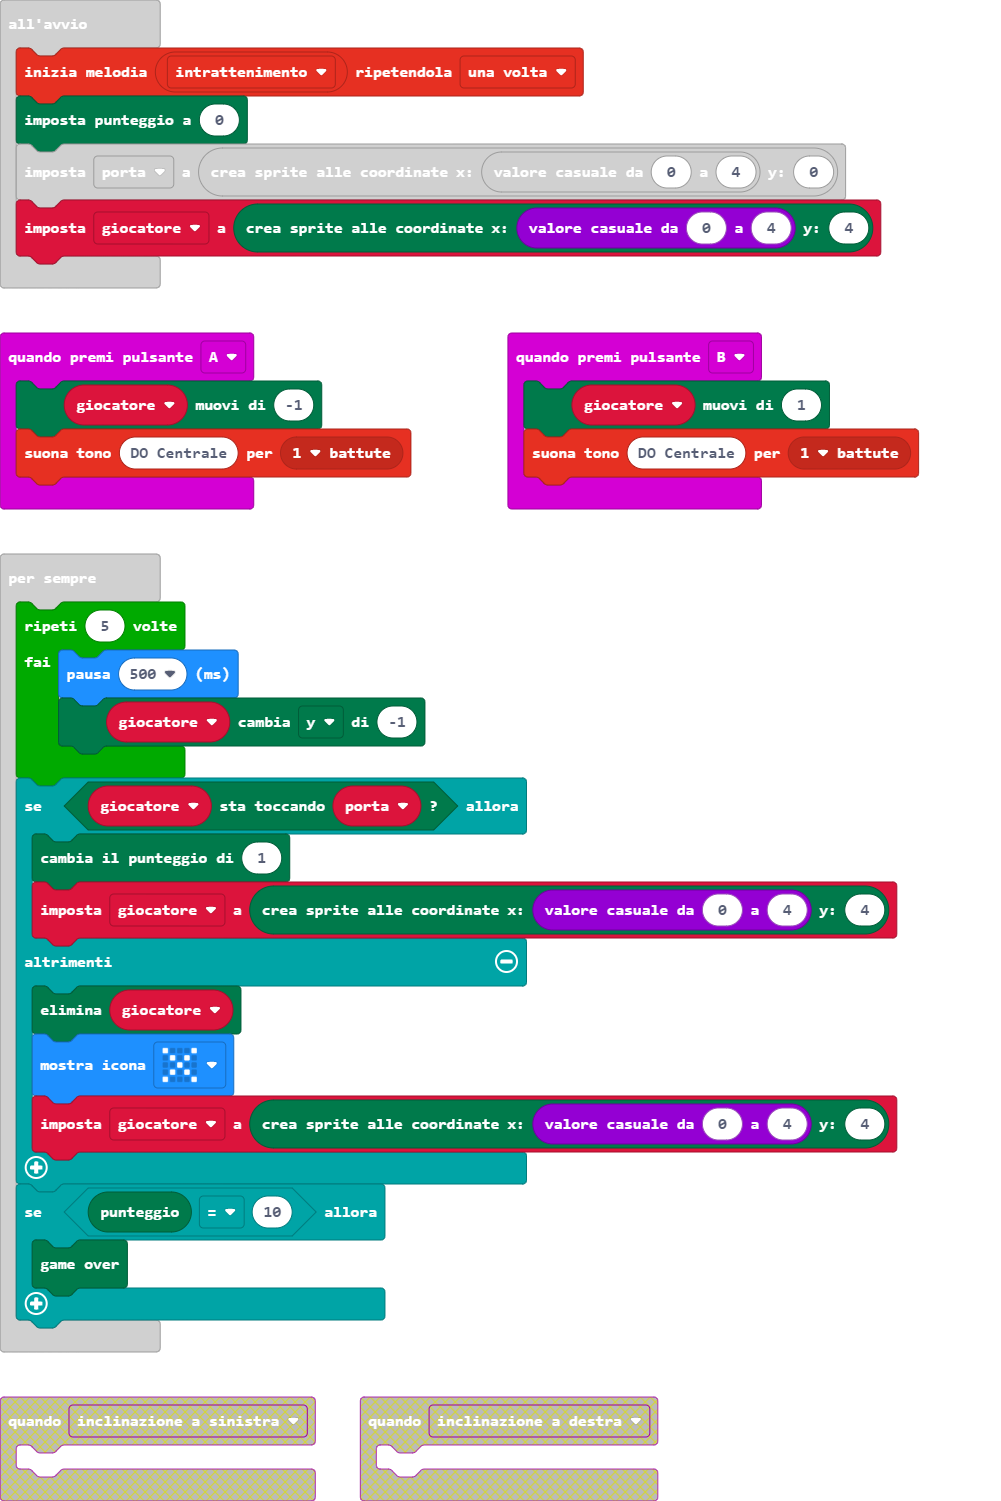 all'avvio
inizia melodia intrattenimento ripetendola una volta
imposta punteggio a 0
imposta porta a crea sprite alle coordinate x: valore casuale da 0 a 4 y: 0
imposta giocatore a crea sprite alle coordinate x: valore casuale da 0 a 4 y: 4
quando premi pulsante A
giocatore muovi di -1
suona tono DO Centrale per 1 battute
quando premi pulsante B
giocatore muovi di 1
suona tono DO Centrale per 1 battute
per sempre
ripeti 5 volte
fai
pausa 500 (ms)
giocatore cambia y di -1
se giocatore sta toccando porta ? allora
cambia il punteggio di 1
imposta giocatore a crea sprite alle coordinate x: valore casuale da 0 a 4 y: 4
altrimenti
elimina giocatore
mostra icona
imposta giocatore a crea sprite alle coordinate x: valore casuale da 0 a 4 y: 4
se punteggio = 10 allora
game over
quando inclinazione a sinistra
quando inclinazione a destra